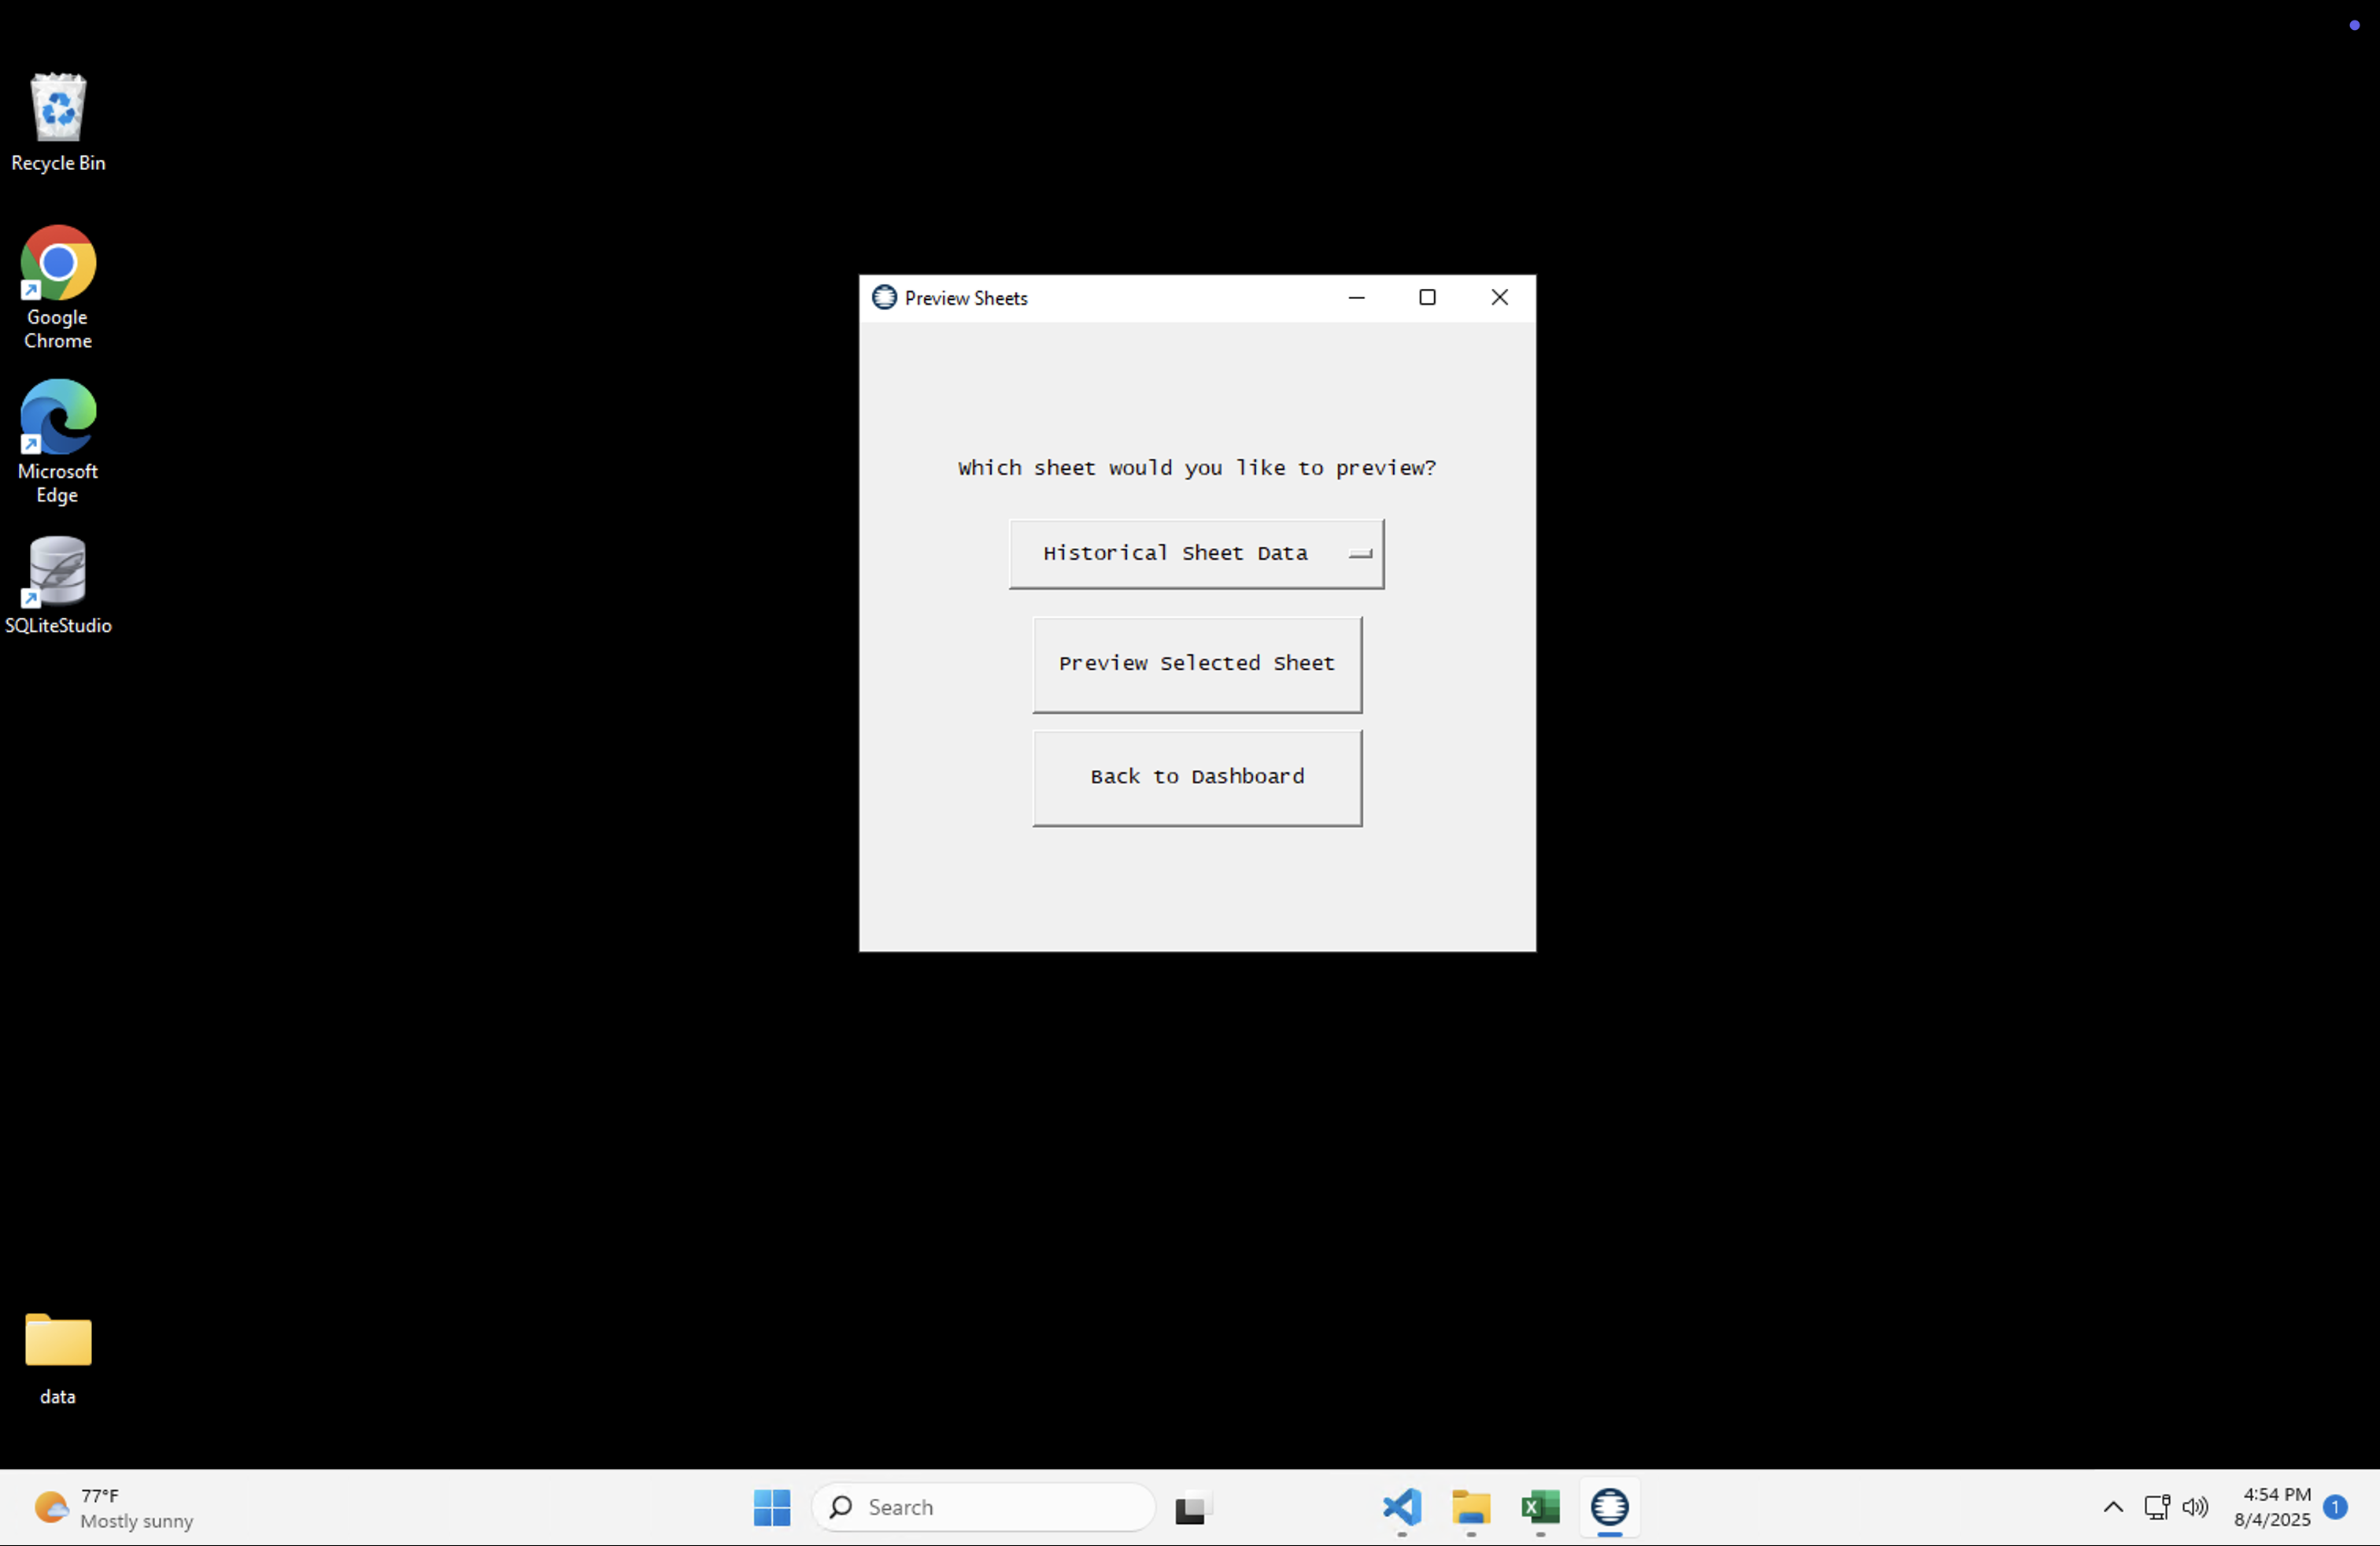 Recycle Bin
Google
Chrome
Microsoft
Edge
SQLiteStudio
data
Preview Sheets
Which sheet would you like to preview?
Historical Sheet Data
Preview Selected Sheet
Back to Dashboard
77°F
Mostly sunny
Search
4:54 PM
8/4/2025
1